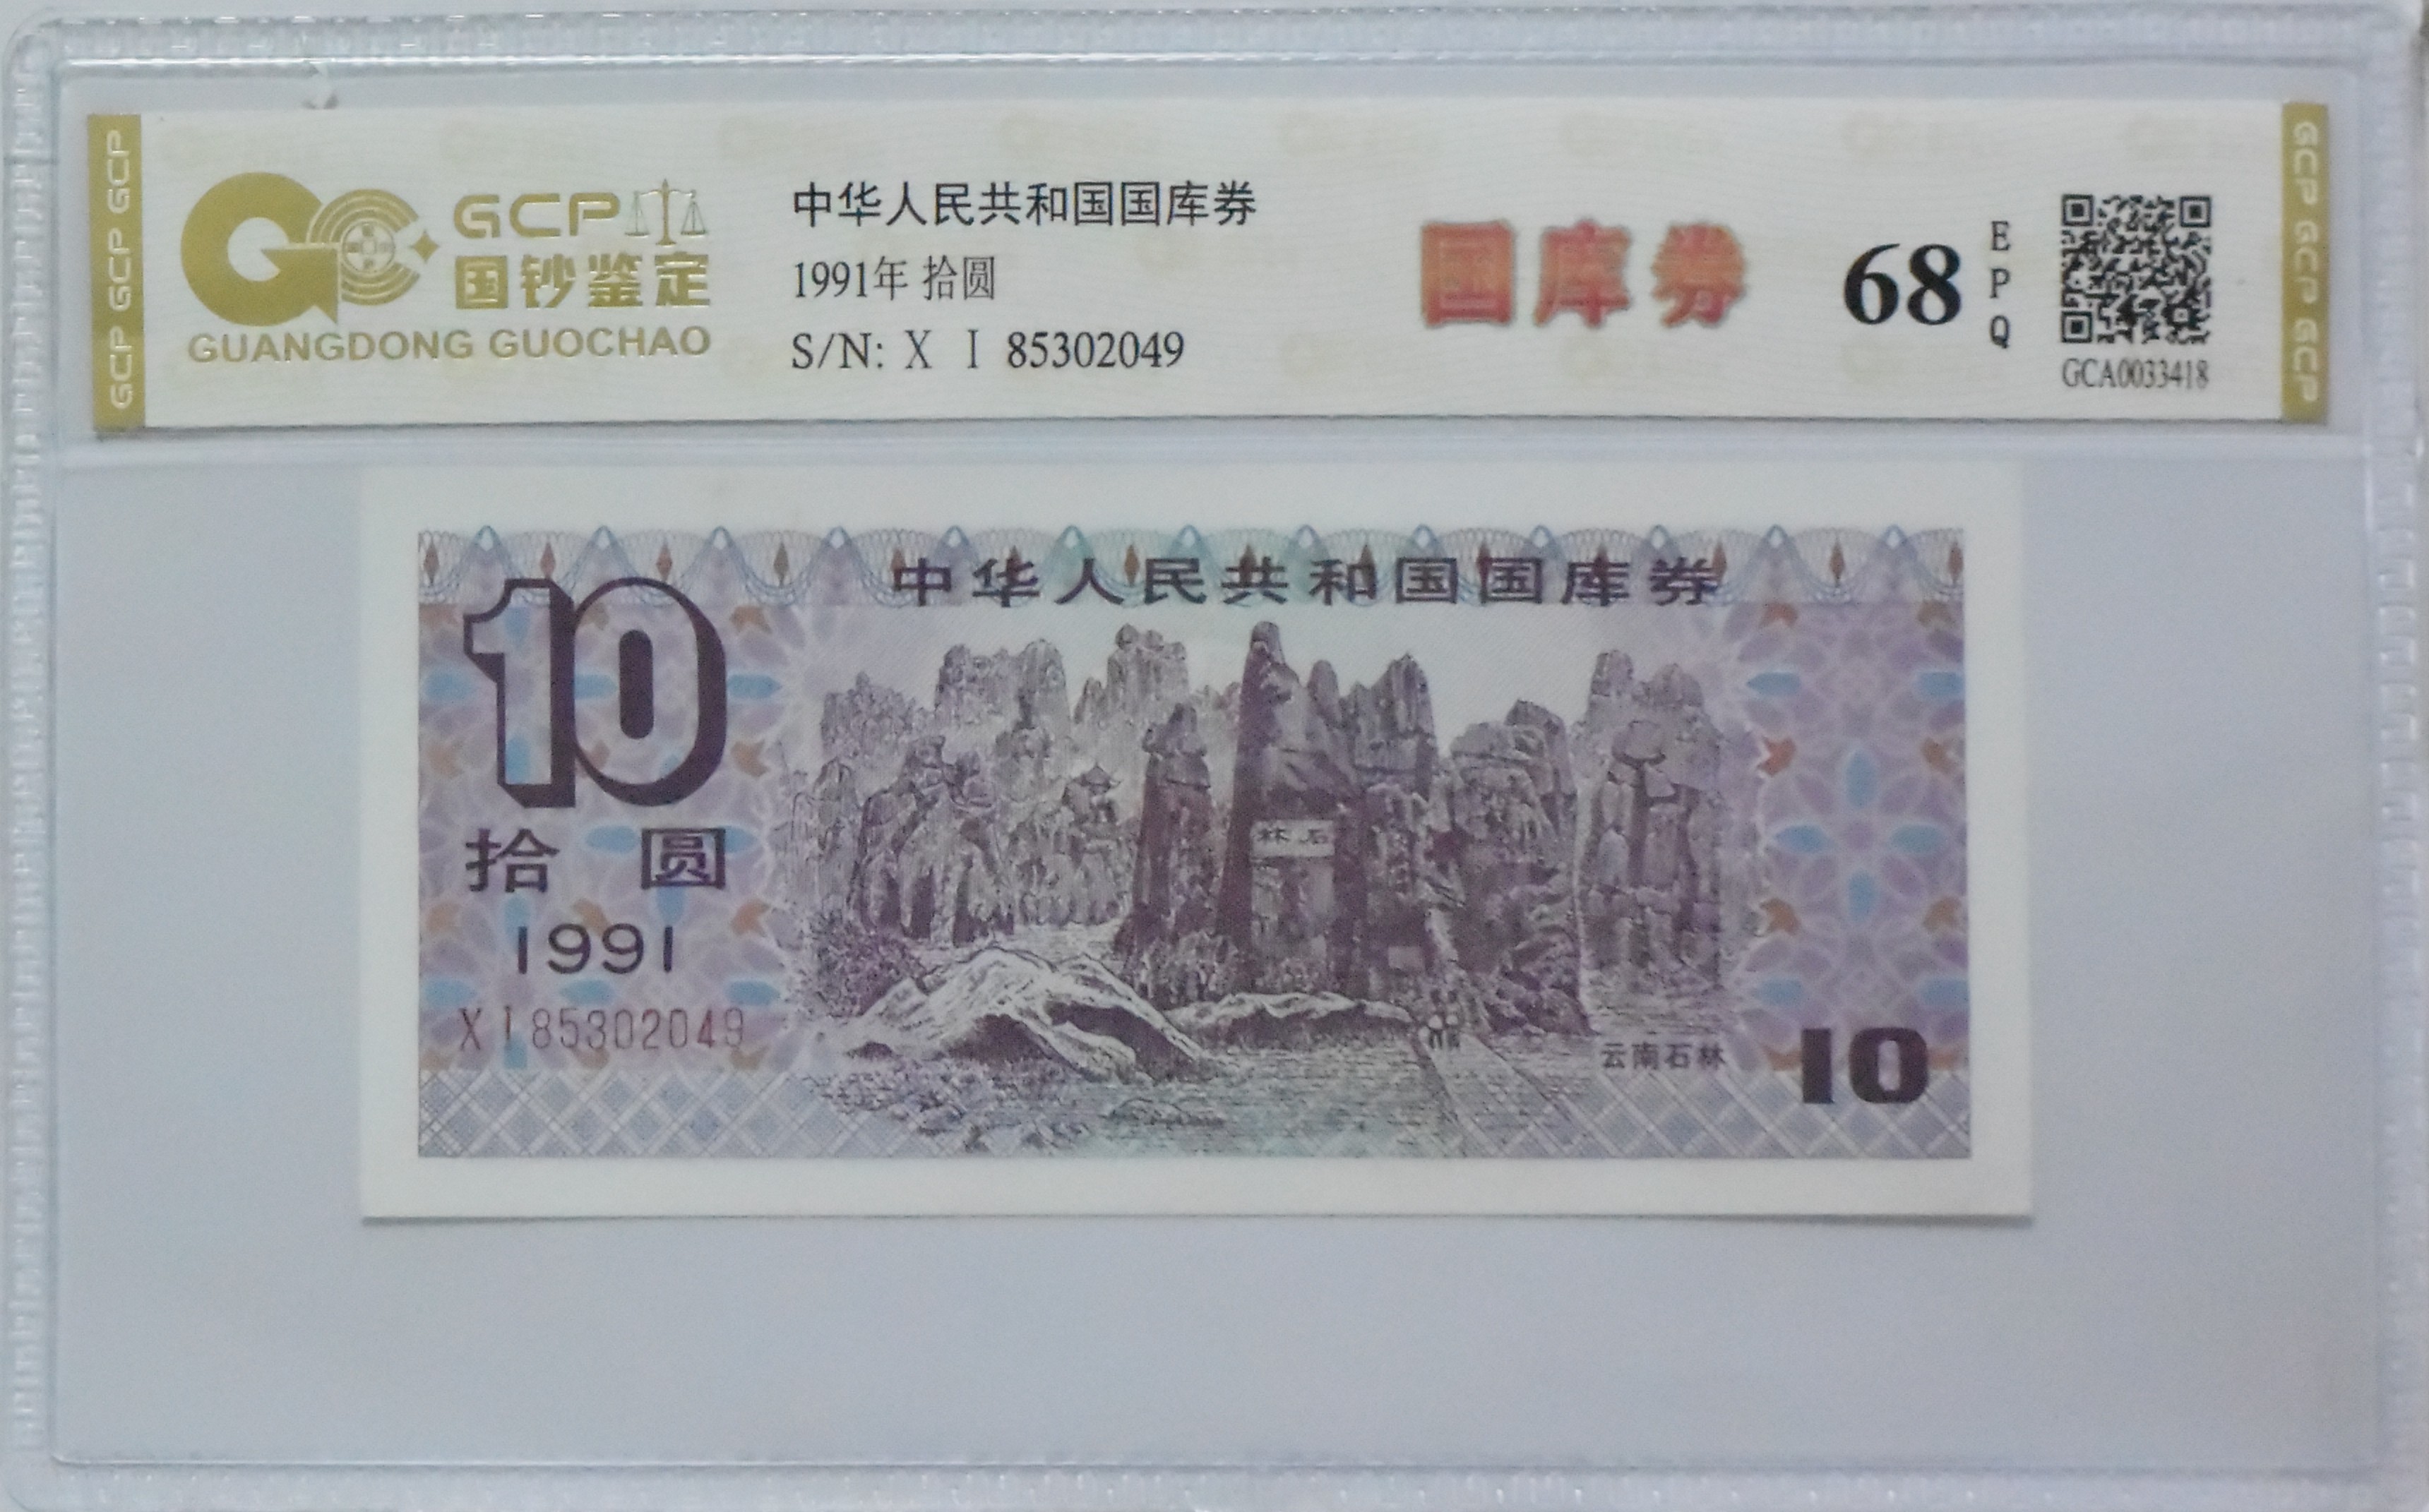 GCP GCP GCP
GCP
国钞鉴定
GUANGDONG GUOCHAO
中华人民共和国国库券
1991年 拾圆
S/N: X I 85302049
国库券
68
E
P
Q
GCA0033418
GCP GCP GCP
中华人民共和国国库券
10
拾圆
1991
X I 85302049
林石
云南石林
10